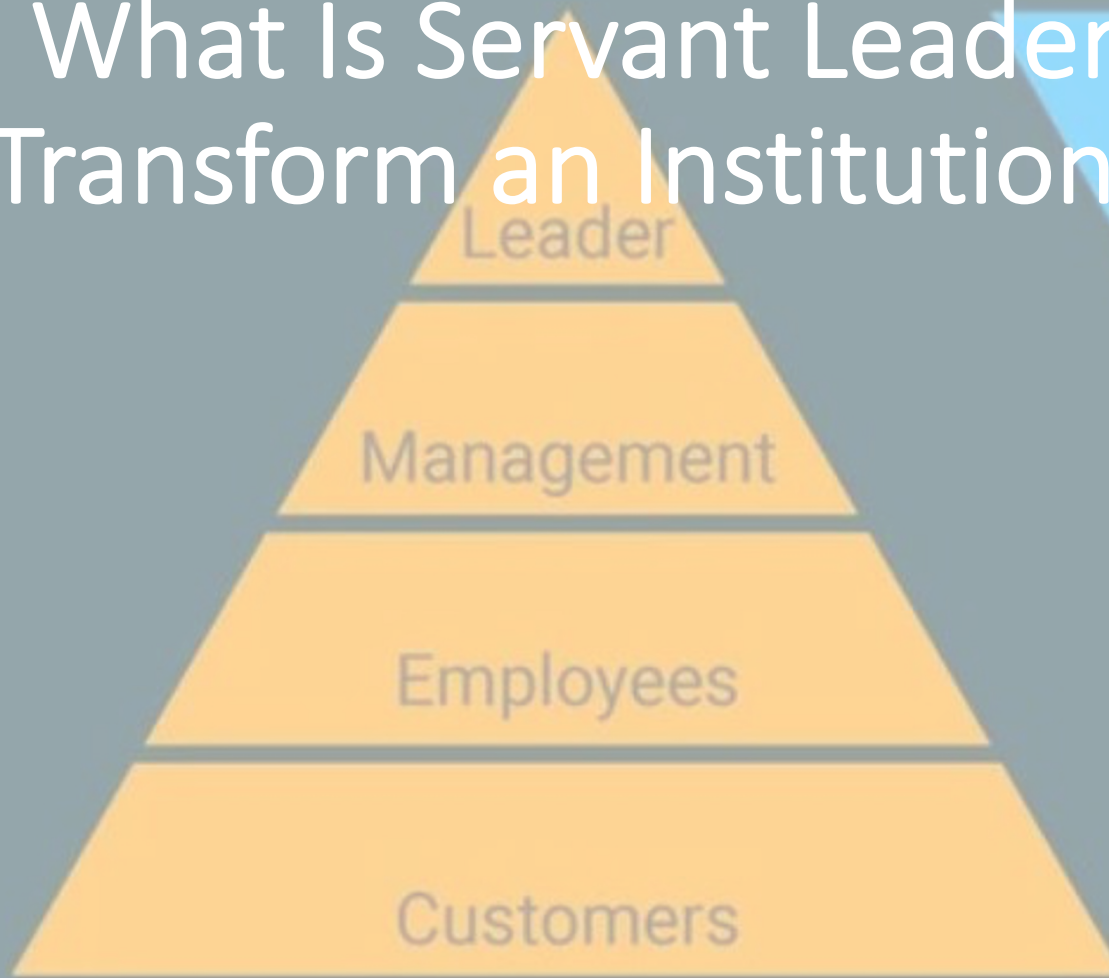 What Is Servant Leader
Transform an Institution
Leader
Management
Employees
Customers